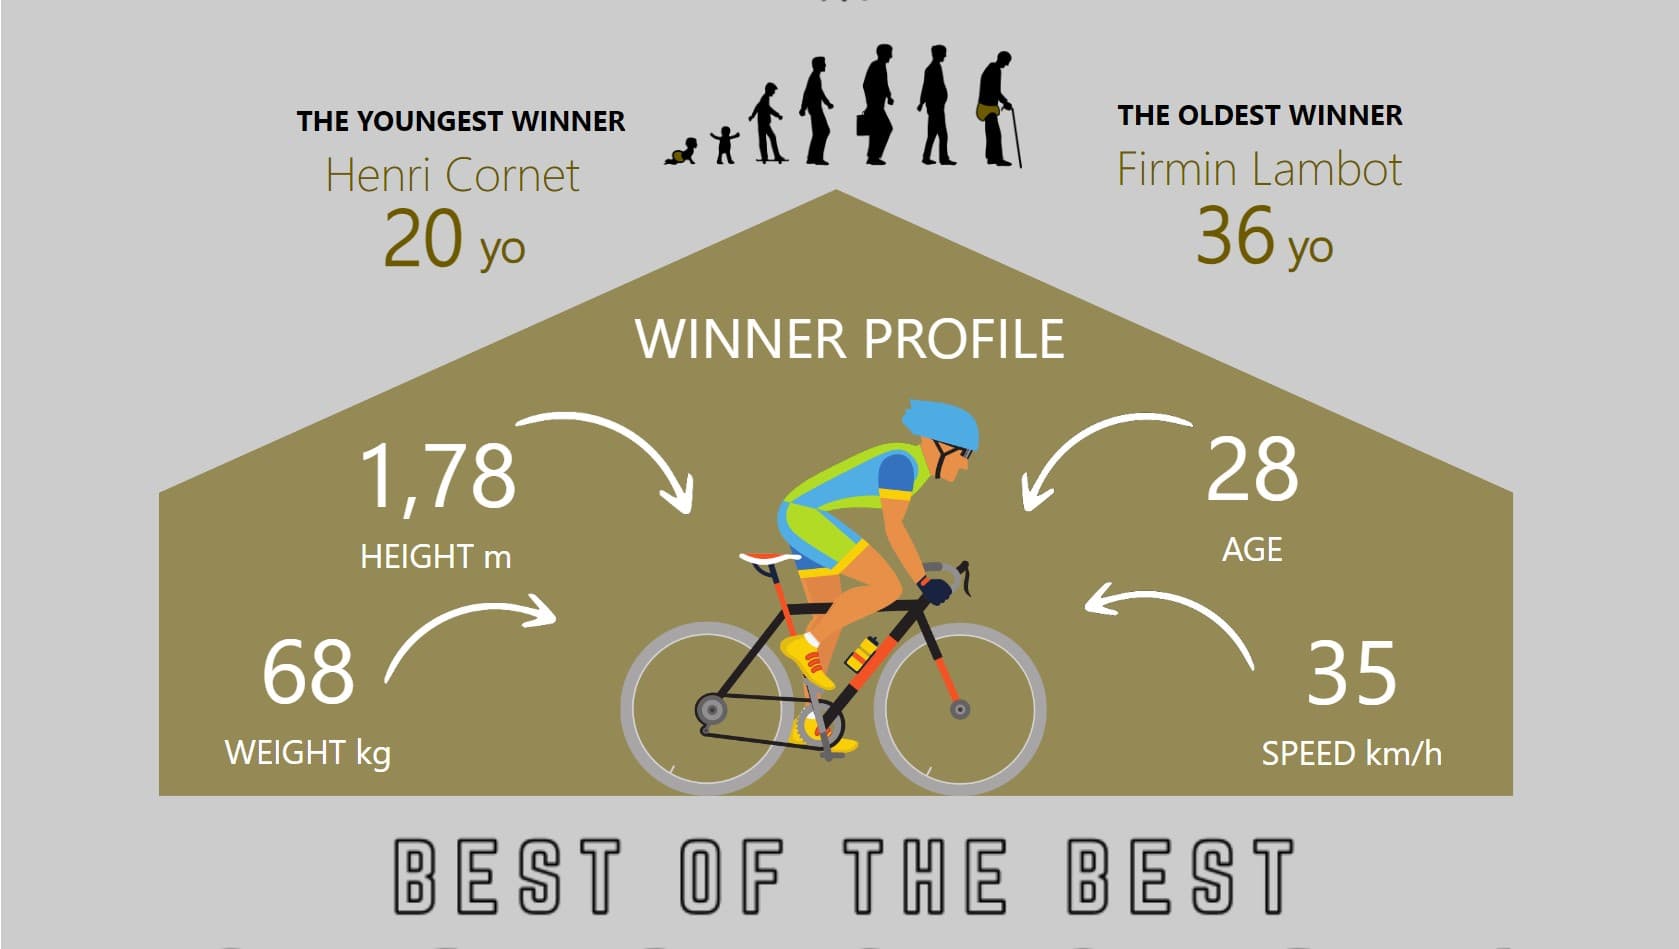 THE YOUNGEST WINNER
Henri Cornet
20 yo
THE OLDEST WINNER
Firmin Lambot
36 yo
WINNER PROFILE
1,78
HEIGHT m
28
AGE
68
WEIGHT kg
35
SPEED km/h
BEST OF THE BEST